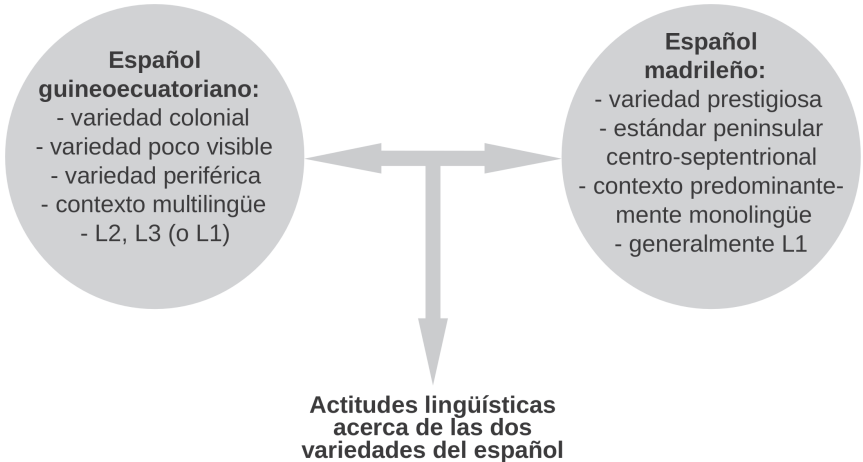 Español
guineoecuatoriano:
- variedad colonial
- variedad poco visible
- variedad periférica
- contexto multilingüe
- L2, L3 (o L1)
Español
madrileño:
- variedad prestigiosa
- estándar peninsular
centro-septentrional
- contexto predominante-
mente monolingüe
- generalmente L1
Actitudes lingüísticas
acerca de las dos
variedades del español